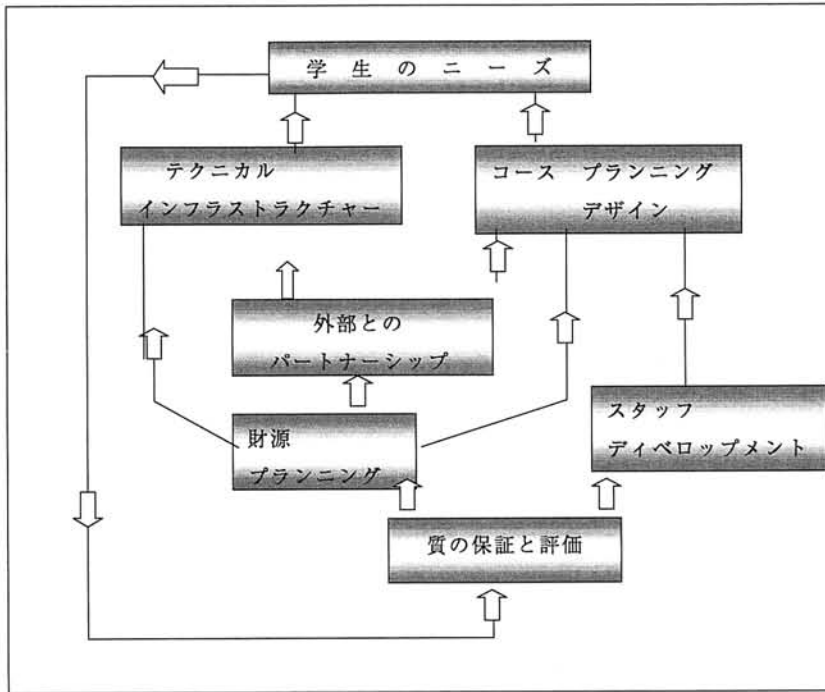 学生のニーズ
テクニカル
インフラストラクチャー
コース　プランニング
デザイン
外部との
パートナーシップ
財源
プランニング
スタッフ
ディベロップメント
質の保証と評価